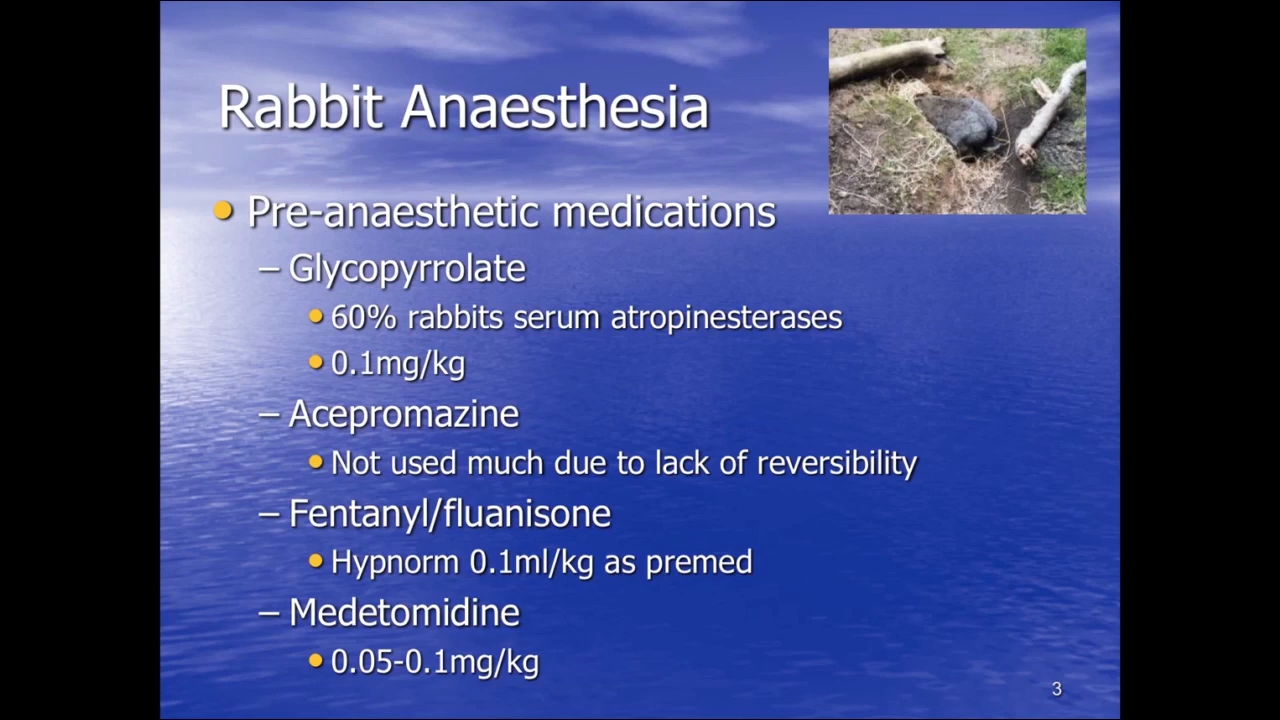 Rabbit Anaesthesia
• Pre-anaesthetic medications
– Glycopyrrolate
• 60% rabbits serum atropinesterases
• 0.1mg/kg
– Acepromazine
• Not used much due to lack of reversibility
– Fentanyl/fluanisone
• Hypnorm 0.1ml/kg as premed
– Medetomidine
• 0.05-0.1mg/kg
3